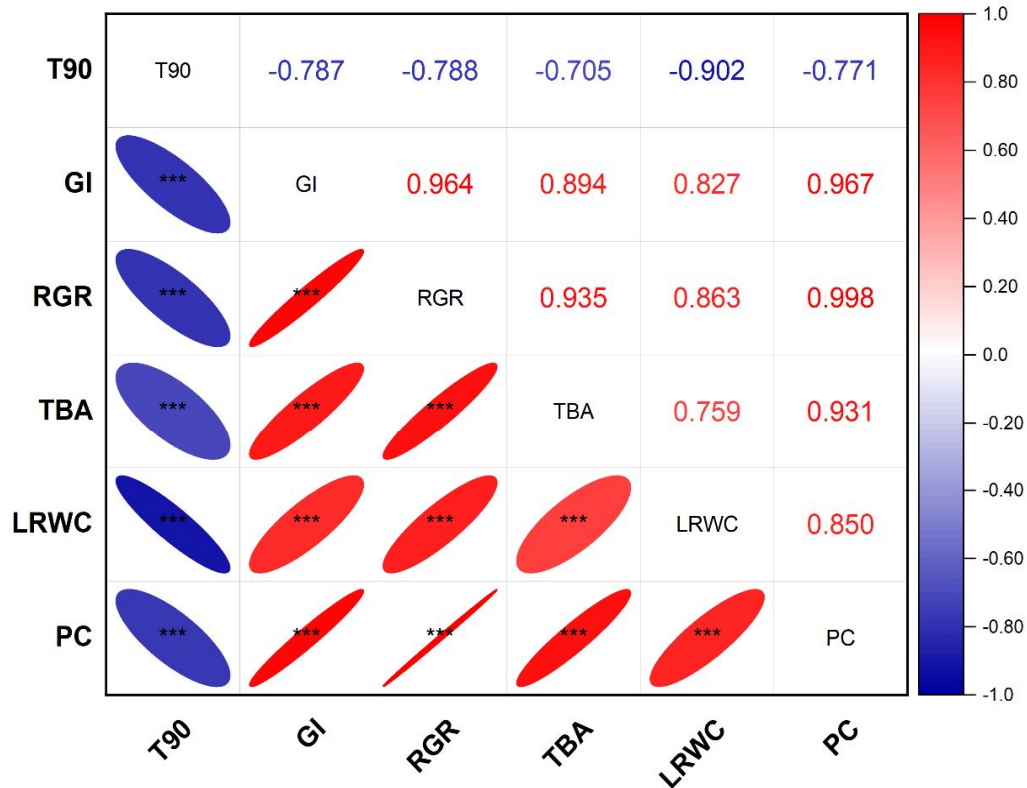 T90 T90 -0.787 -0.788 -0.705 -0.902 -0.771
GI *** GI 0.964 0.894 0.827 0.967
RGR *** *** RGR 0.935 0.863 0.998
TBA *** *** *** TBA 0.759 0.931
LRWC *** *** *** *** LRWC 0.850
PC *** *** *** *** *** PC
T90 GI RGR TBA LRWC PC
1.0
0.80
0.60
0.40
0.20
0.0
-0.20
-0.40
-0.60
-0.80
-1.0